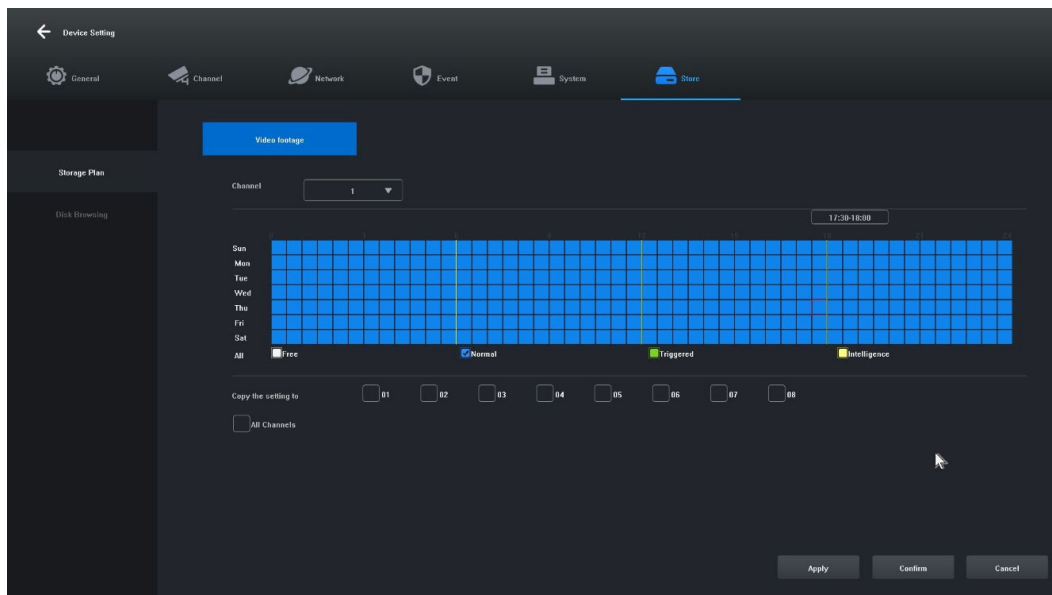 Device Setting
General Channel Network Event System Store
Video footage
Storage Plan
Channel 1
Disk Browsing
17:30-18:00
Sun
Mon
Tue
Wed
Thu
Fri
Sat
All Free Normal Triggered Intelligence
Copy the setting to 01 02 03 04 05 06 07 08
All Channels
Apply Confirm Cancel